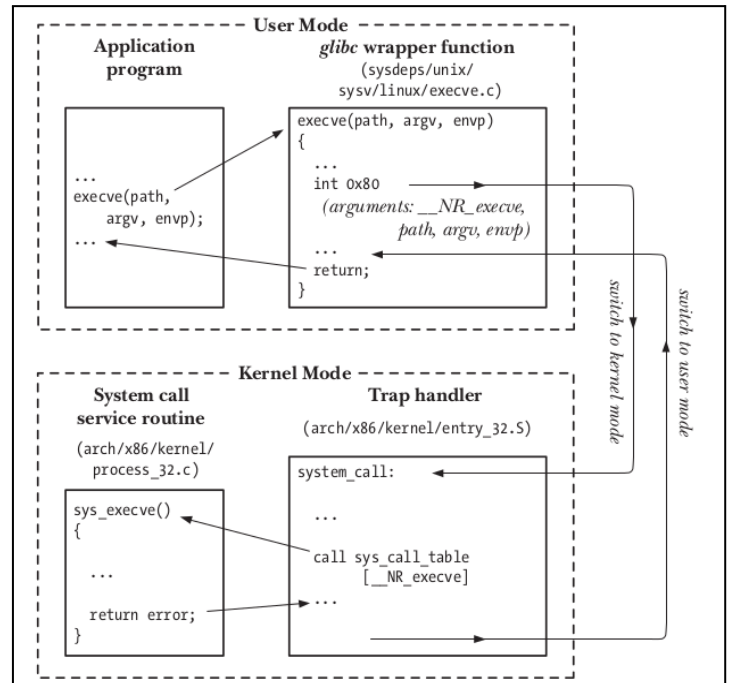 User Mode
Application
program
glibc wrapper function
(sysdeps/unix/
sysv/linux/execve.c)
...
execve(path,
argv, envp);
...
execve(path, argv, envp)
{
...
int 0x80
(arguments: __NR_execve,
path, argv, envp)
...
return;
}
switch to kernel mode
switch to user mode
Kernel Mode
System call
service routine
(arch/x86/kernel/
process_32.c)
Trap handler
(arch/x86/kernel/entry_32.S)
sys_execve()
{
...
return error;
}
system_call:
...
call sys_call_table
[__NR_execve]
...